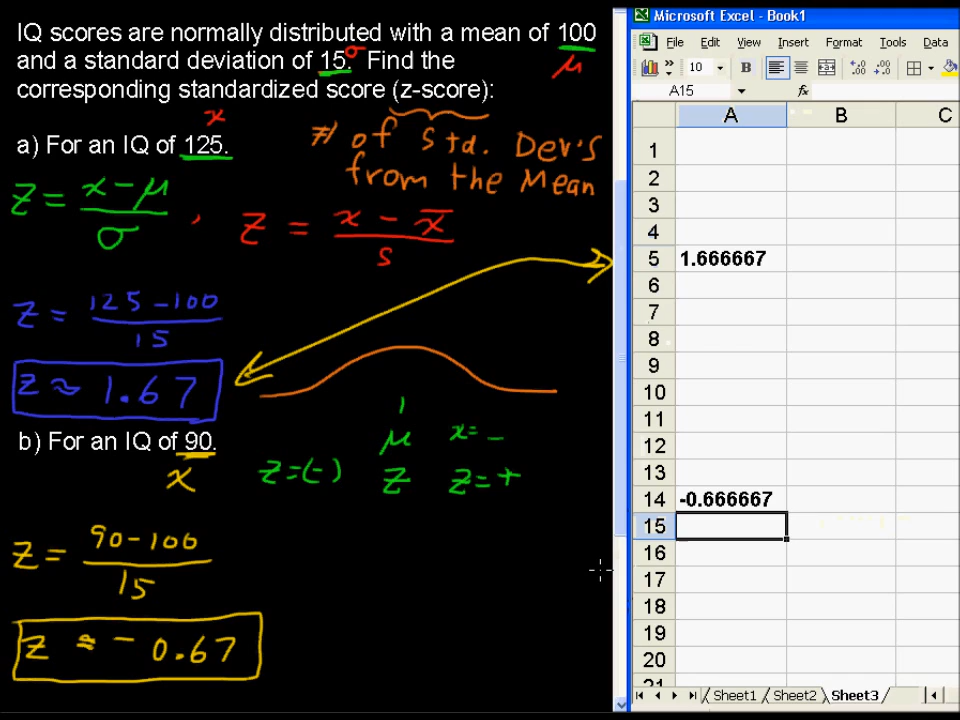 IQ scores are normally distributed with a mean of 100
and a standard deviation of 15. Find the
corresponding standardized score (z-score):
σ
μ
x
a) For an IQ of 125.
# of Std. Dev's
from the Mean
z = x - μ / σ , z = x - x̄ / s
z = 125 - 100 / 15
z ≈ 1.67
b) For an IQ of 90.
x
μ x = -
z = (-) z z = +
z = 90 - 100 / 15
z ≈ - 0.67
Microsoft Excel - Book1
File Edit View Insert Format Tools Data
» 10 B
A15 fx
A B C
1
2
3
4
5 1.666667
6
7
8
9
10
11
12
13
14 -0.666667
15
16
17
18
19
20
21
Sheet1 Sheet2 Sheet3